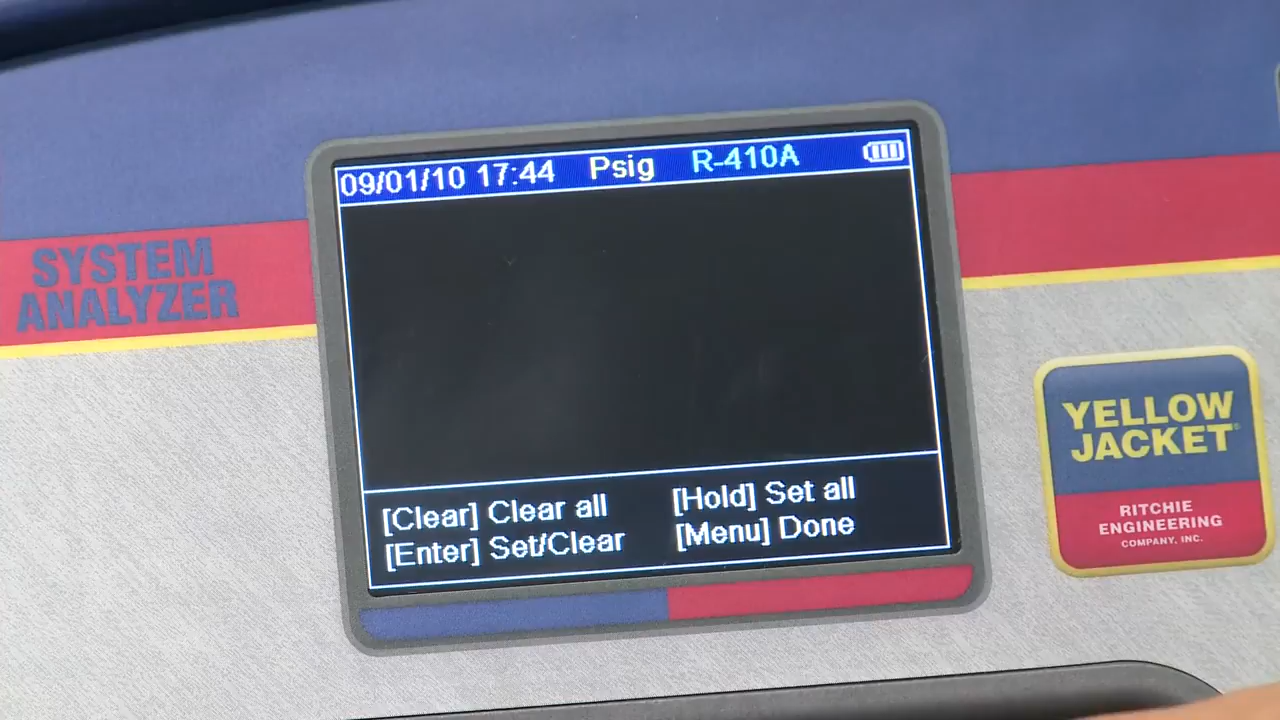 SYSTEM
ANALYZER
09/01/10 17:44 Psig R-410A
[Clear] Clear all [Hold] Set all
[Enter] Set/Clear [Menu] Done
YELLOW
JACKET®
RITCHIE
ENGINEERING
COMPANY, INC.